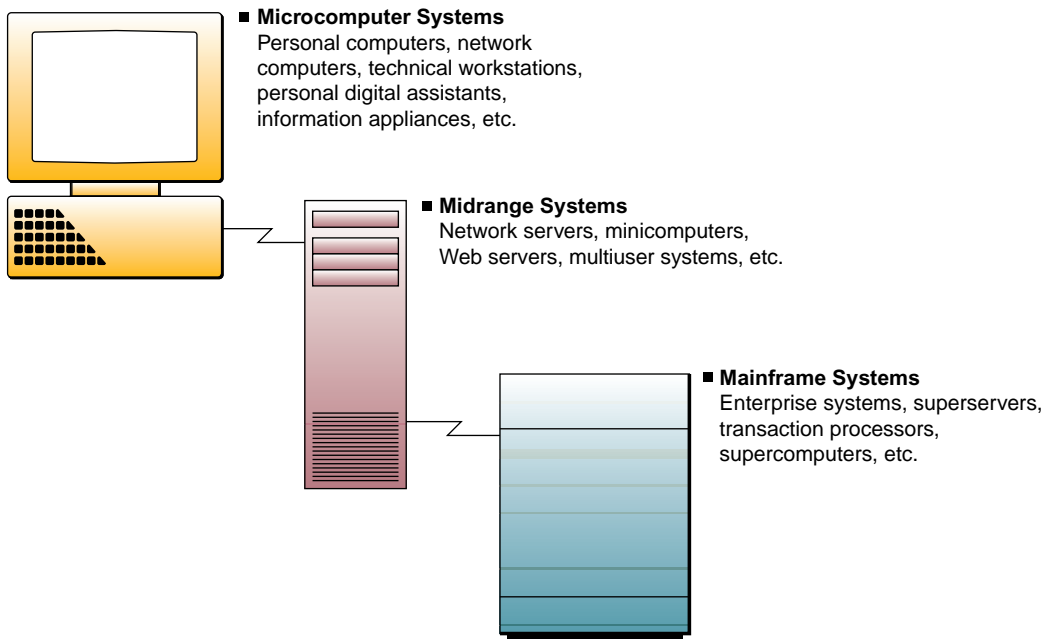 ■ Microcomputer Systems
Personal computers, network
computers, technical workstations,
personal digital assistants,
information appliances, etc.
■ Midrange Systems
Network servers, minicomputers,
Web servers, multiuser systems, etc.
■ Mainframe Systems
Enterprise systems, superservers,
transaction processors,
supercomputers, etc.